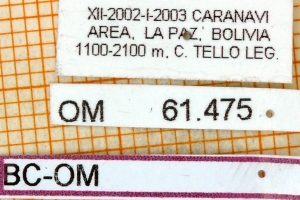 XII-2002-I-2003 CARANAVI
AREA, LA PAZ, BOLIVIA
1100-2100 m, C. TELLO LEG.
OM 61.475
BC-OM